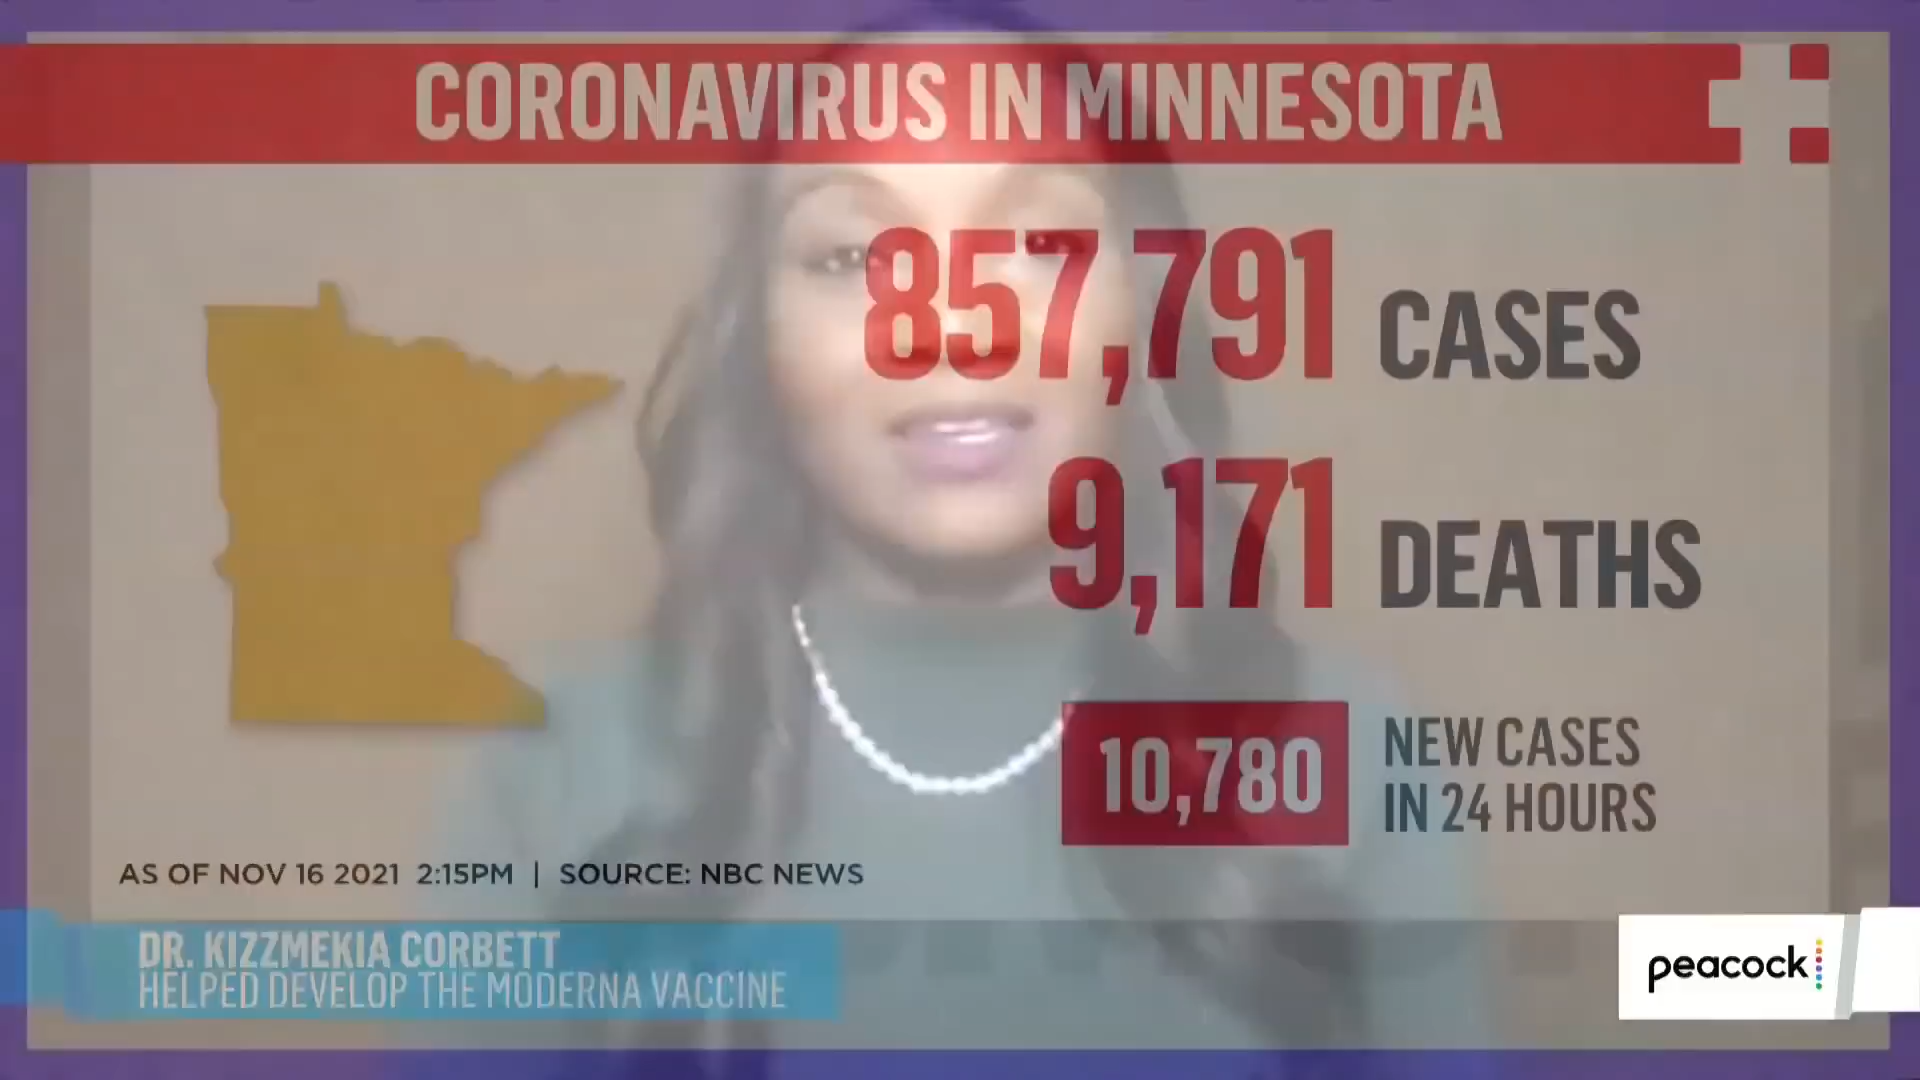 CORONAVIRUS IN MINNESOTA
857,791 CASES
9,171 DEATHS
10,780
NEW CASES
IN 24 HOURS
AS OF NOV 16 2021 2:15PM | SOURCE: NBC NEWS
DR. KIZZMEKIA CORBETT
HELPED DEVELOP THE MODERNA VACCINE
peacock